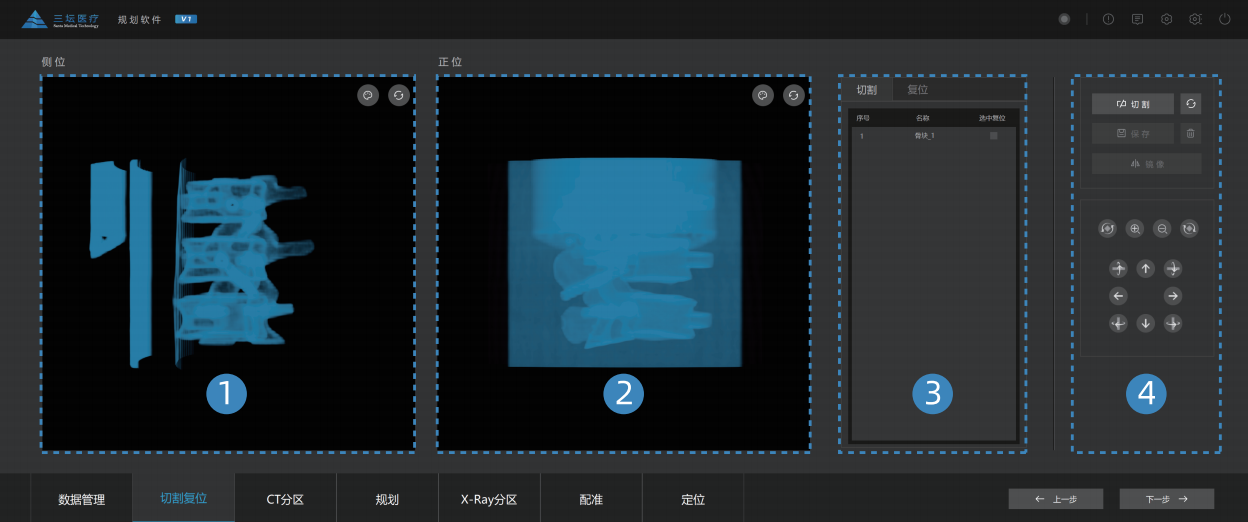 三坛医疗
Santa Medical Technology
规划软件 V1
侧位
正位
切割 复位
序号 名称 选中复位
1 骨块_1
切割
保存
镜像
1
2
3
4
数据管理 切割复位 CT分区 规划 X-Ray分区 配准 定位
← 上一步 下一步 →